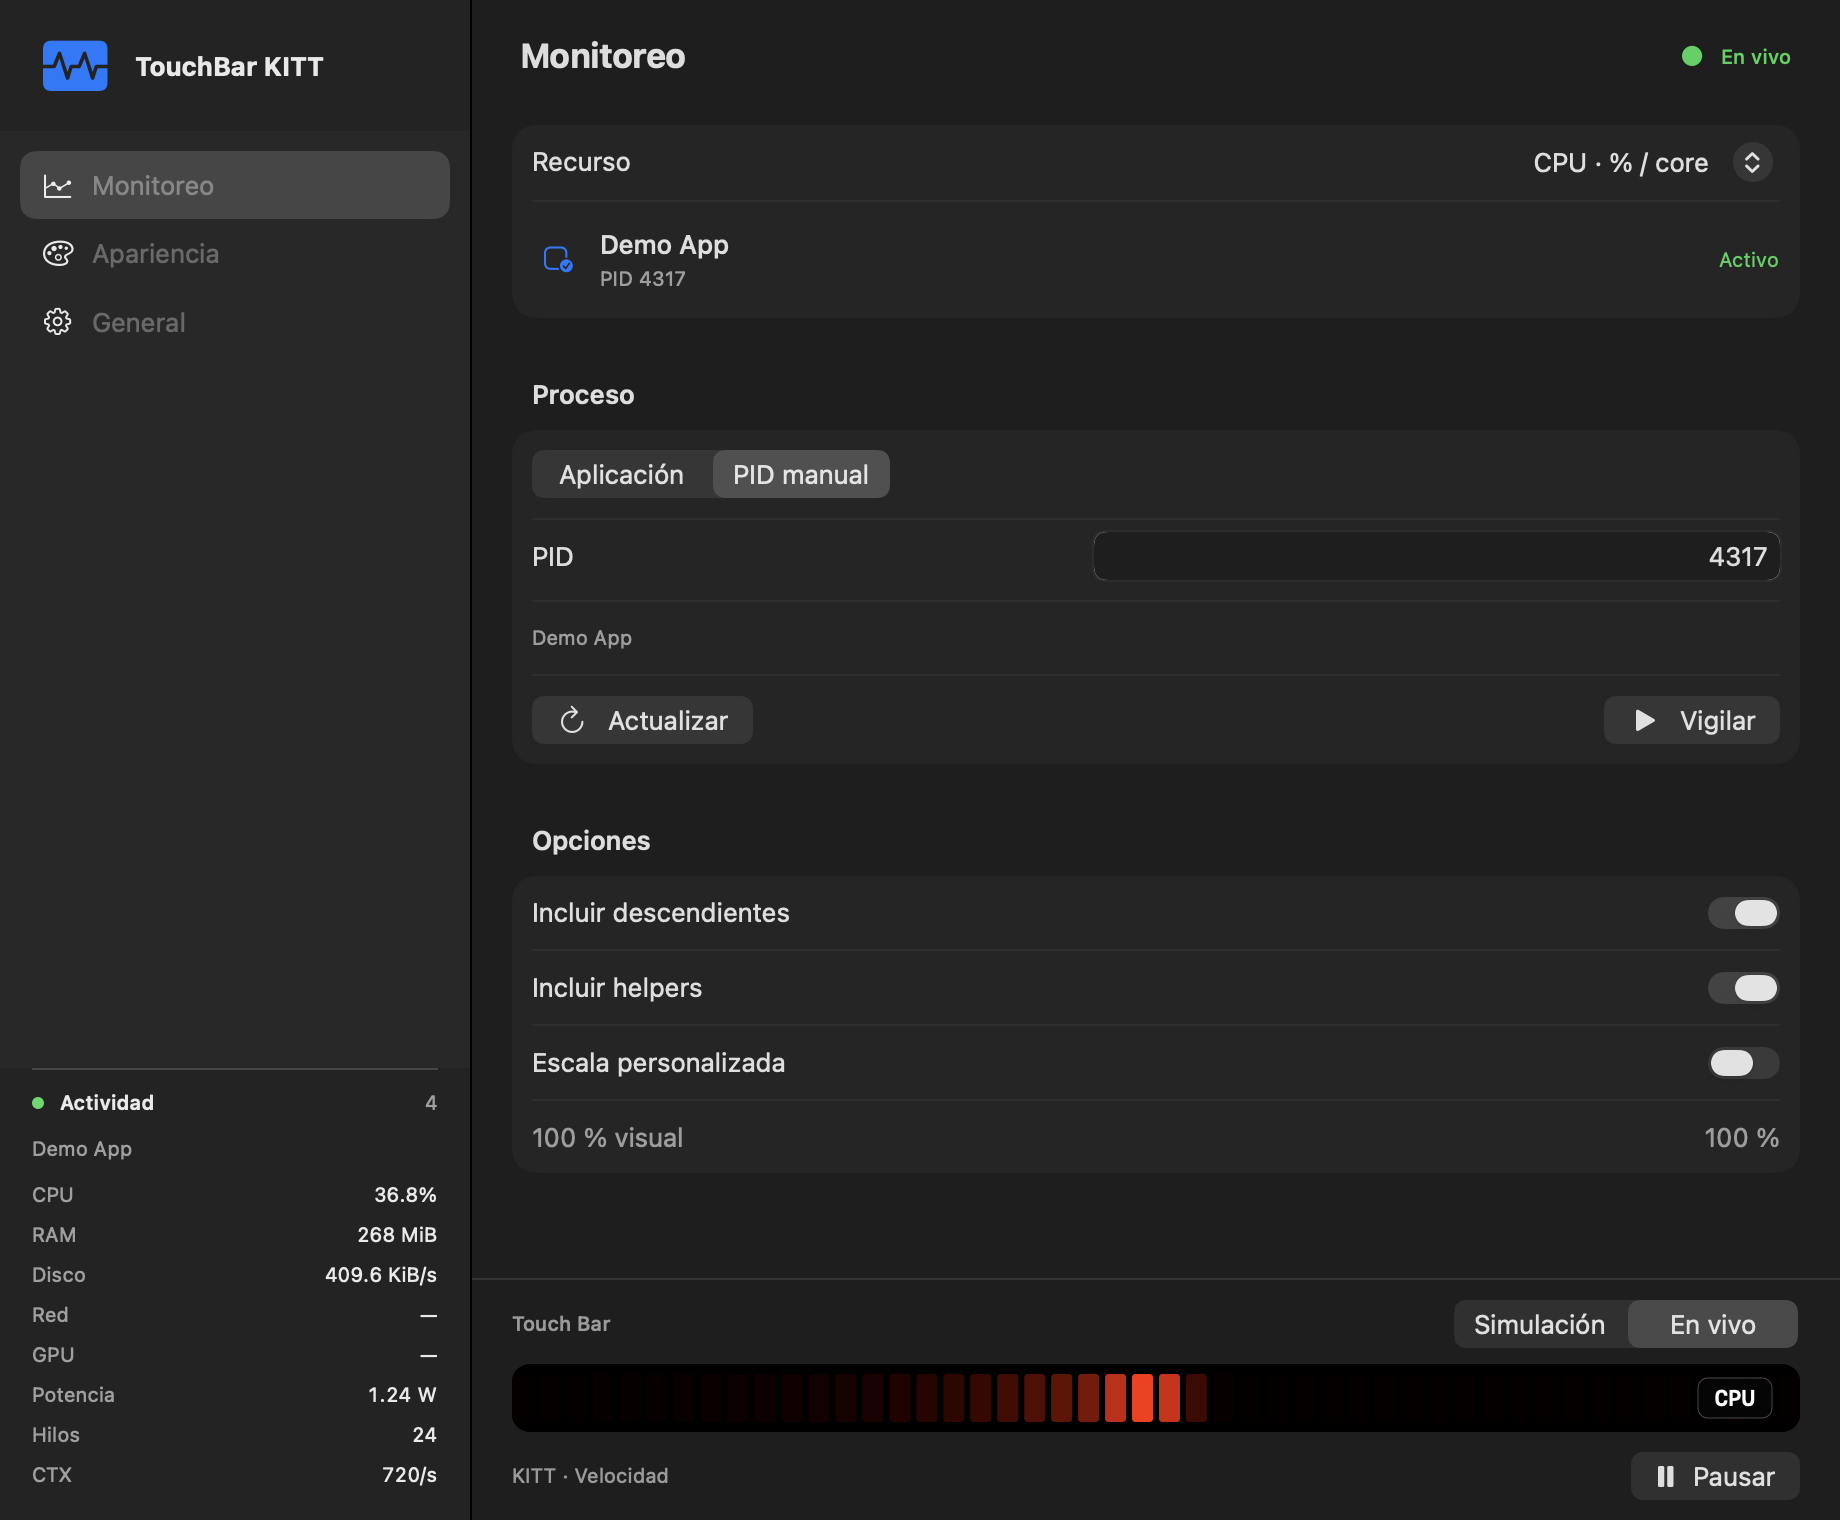 TouchBar KITT
Monitoreo
Apariencia
General
Actividad 4
Demo App
CPU 36.8%
RAM 268 MiB
Disco 409.6 KiB/s
Red —
GPU —
Potencia 1.24 W
Hilos 24
CTX 720/s
Monitoreo
En vivo
Recurso CPU · % / core
Demo App
PID 4317
Activo
Proceso
Aplicación PID manual
PID 4317
Demo App
Actualizar Vigilar
Opciones
Incluir descendientes
Incluir helpers
Escala personalizada
100 % visual 100 %
Touch Bar Simulación En vivo
CPU
KITT · Velocidad Pausar